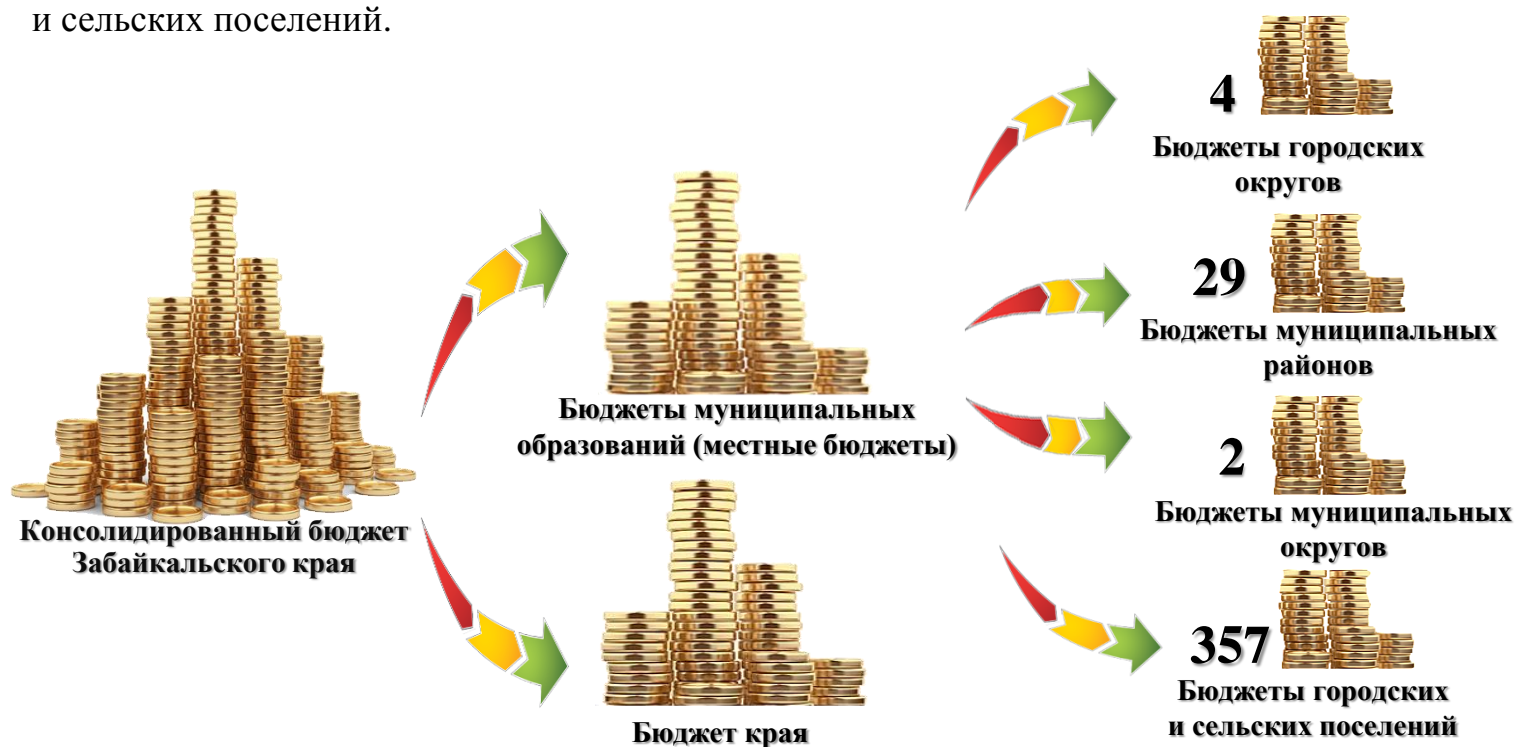 и сельских поселений.
4
Бюджеты городских
округов
29
Бюджеты муниципальных
районов
Бюджеты муниципальных
образований (местные бюджеты)
2
Бюджеты муниципальных
округов
Консолидированный бюджет
Забайкальского края
357
Бюджеты городских
и сельских поселений
Бюджет края